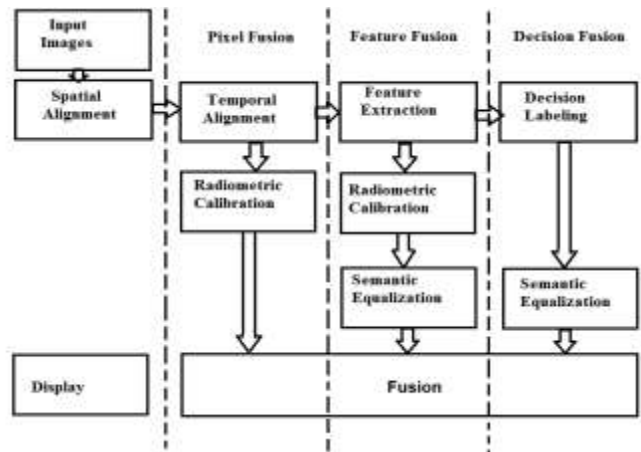 Input
Images
Pixel Fusion
Feature Fusion
Decision Fusion
Spatial
Alignment
Temporal
Alignment
Feature
Extraction
Decision
Labeling
Radiometric
Calibration
Radiometric
Calibration
Semantic
Equalization
Semantic
Equalization
Display
Fusion